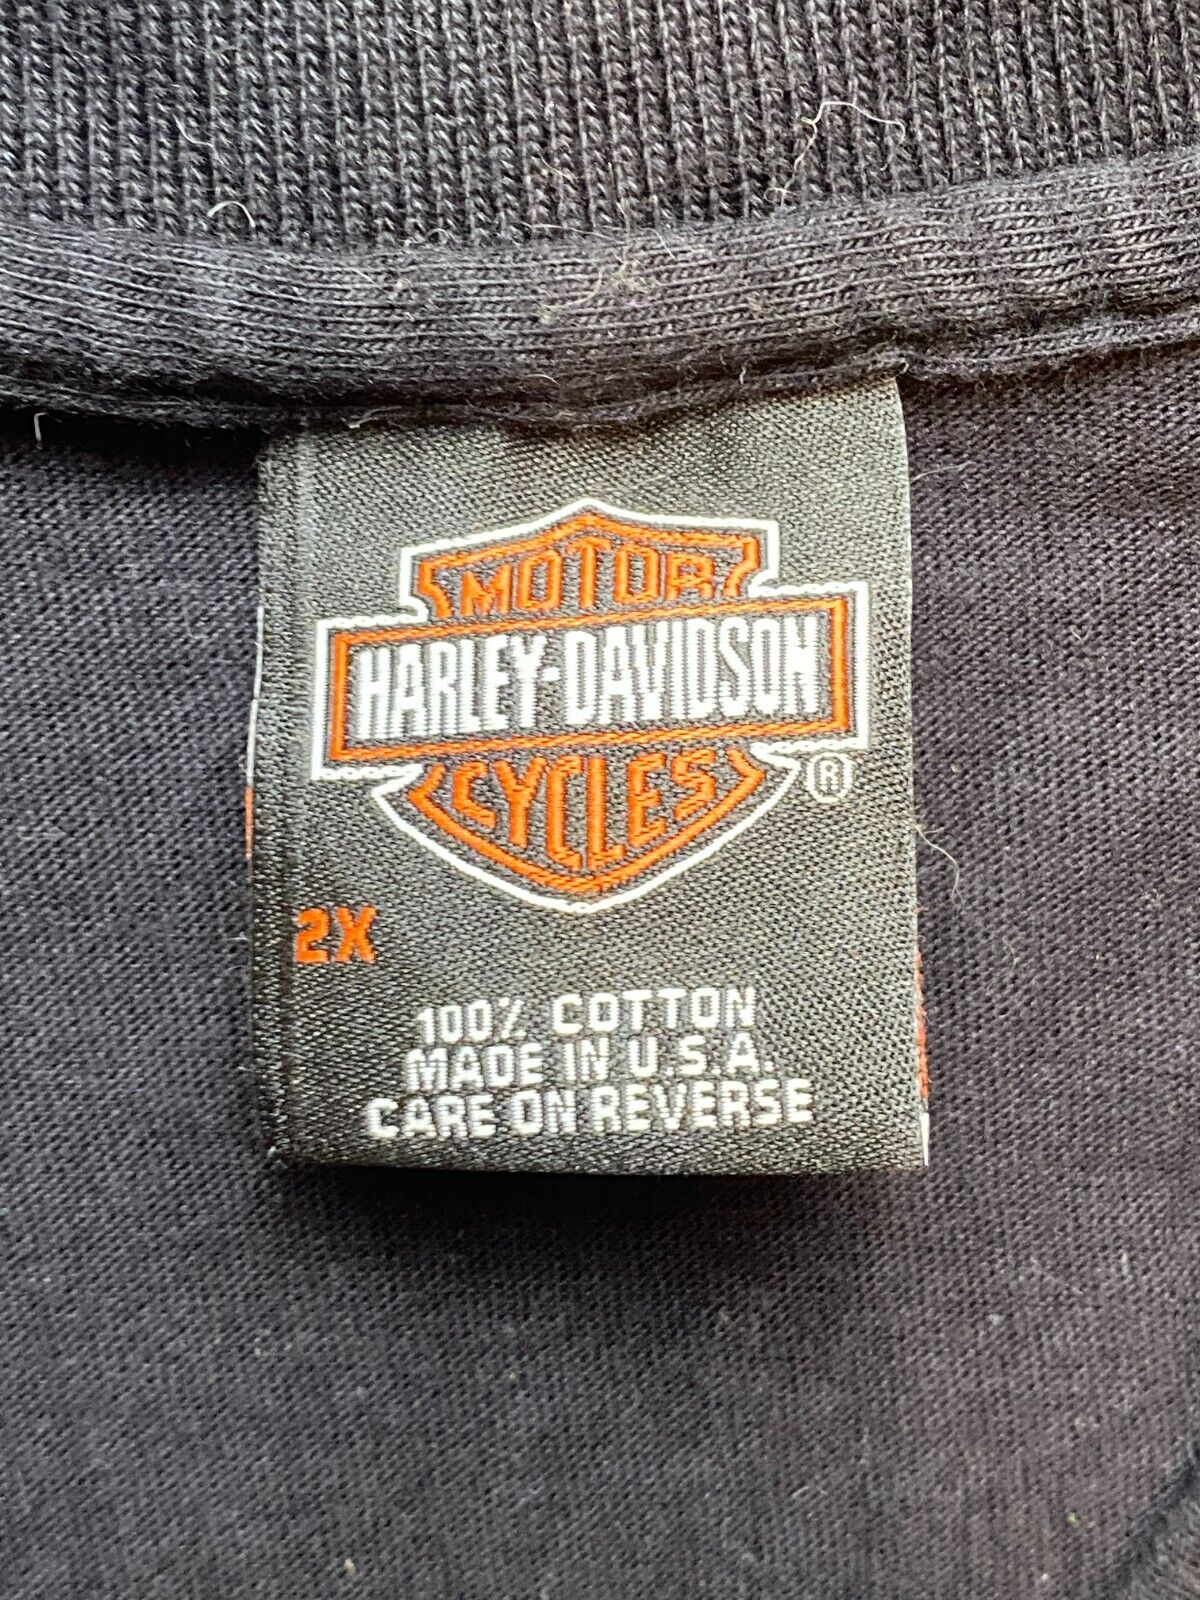 MOTOR
HARLEY-DAVIDSON
CYCLES
®
2X
100% COTTON
MADE IN U.S.A.
CARE ON REVERSE